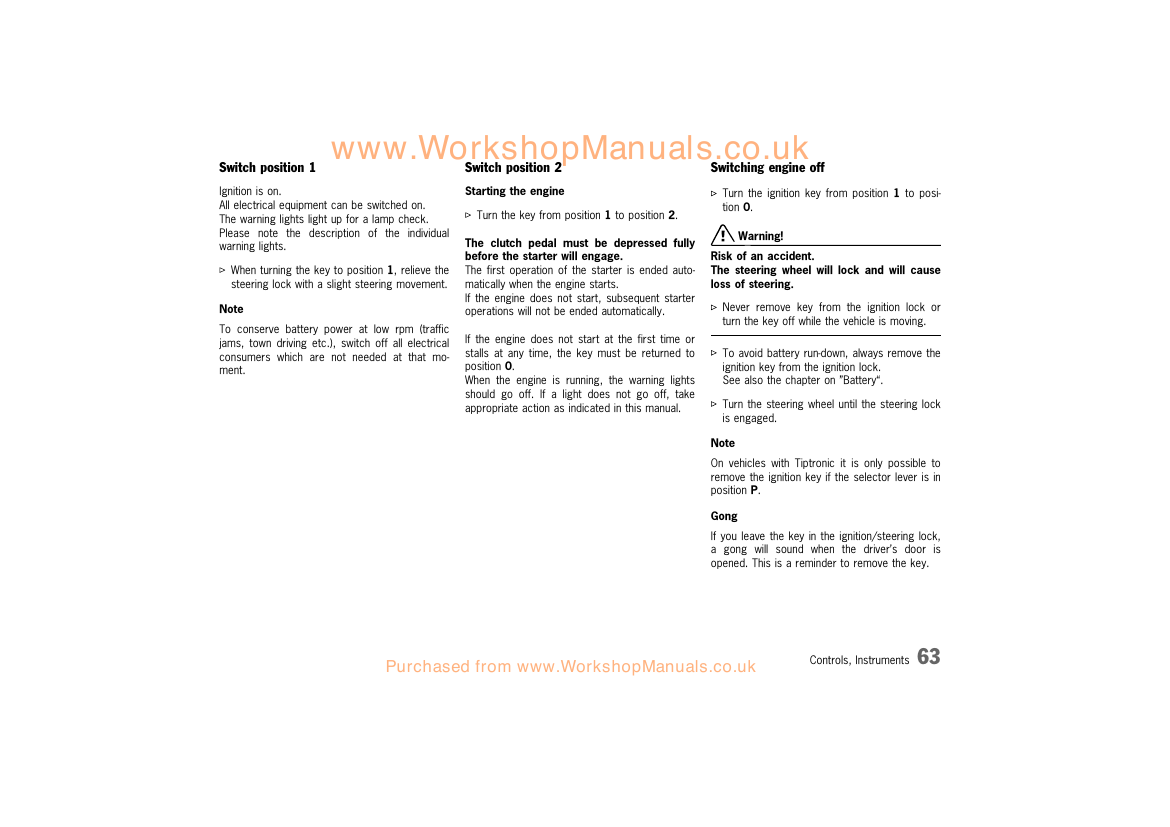 www.WorkshopManuals.co.uk
Switch position 1
Ignition is on.
All electrical equipment can be switched on.
The warning lights light up for a lamp check.
Please note the description of the individual
warning lights.
▷ When turning the key to position 1, relieve the
steering lock with a slight steering movement.
Note
To conserve battery power at low rpm (traffic
jams, town driving etc.), switch off all electrical
consumers which are not needed at that mo-
ment.
Switch position 2
Starting the engine
▷ Turn the key from position 1 to position 2.
The clutch pedal must be depressed fully
before the starter will engage.
The first operation of the starter is ended auto-
matically when the engine starts.
If the engine does not start, subsequent starter
operations will not be ended automatically.
If the engine does not start at the first time or
stalls at any time, the key must be returned to
position 0.
When the engine is running, the warning lights
should go off. If a light does not go off, take
appropriate action as indicated in this manual.
Switching engine off
▷ Turn the ignition key from position 1 to posi-
tion 0.
Warning!
Risk of an accident.
The steering wheel will lock and will cause
loss of steering.
▷ Never remove key from the ignition lock or
turn the key off while the vehicle is moving.
▷ To avoid battery run-down, always remove the
ignition key from the ignition lock.
See also the chapter on "Battery“.
▷ Turn the steering wheel until the steering lock
is engaged.
Note
On vehicles with Tiptronic it is only possible to
remove the ignition key if the selector lever is in
position P.
Gong
If you leave the key in the ignition/steering lock,
a gong will sound when the driver's door is
opened. This is a reminder to remove the key.
Controls, Instruments 63
Purchased from www.WorkshopManuals.co.uk